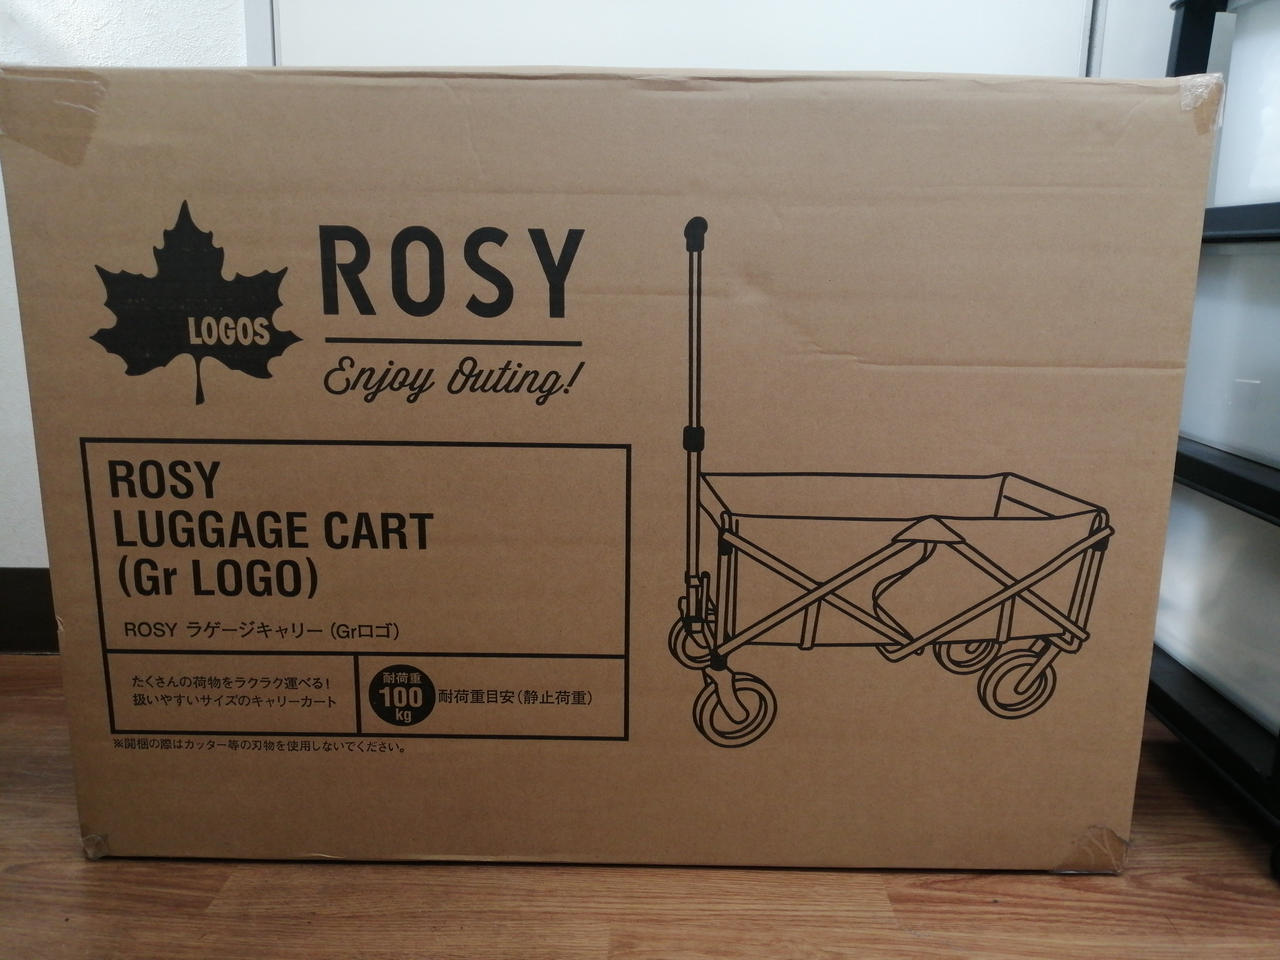 LOGOS
ROSY
Enjoy Outing!
ROSY
LUGGAGE CART
(Gr LOGO)
ROSY ラゲージキャリー（Grロゴ）
たくさんの荷物をラクラク運べる！
扱いやすいサイズのキャリーカート
耐荷重
100
kg
耐荷重目安（静止荷重）
※開梱の際はカッター等の刃物を使用しないでください。